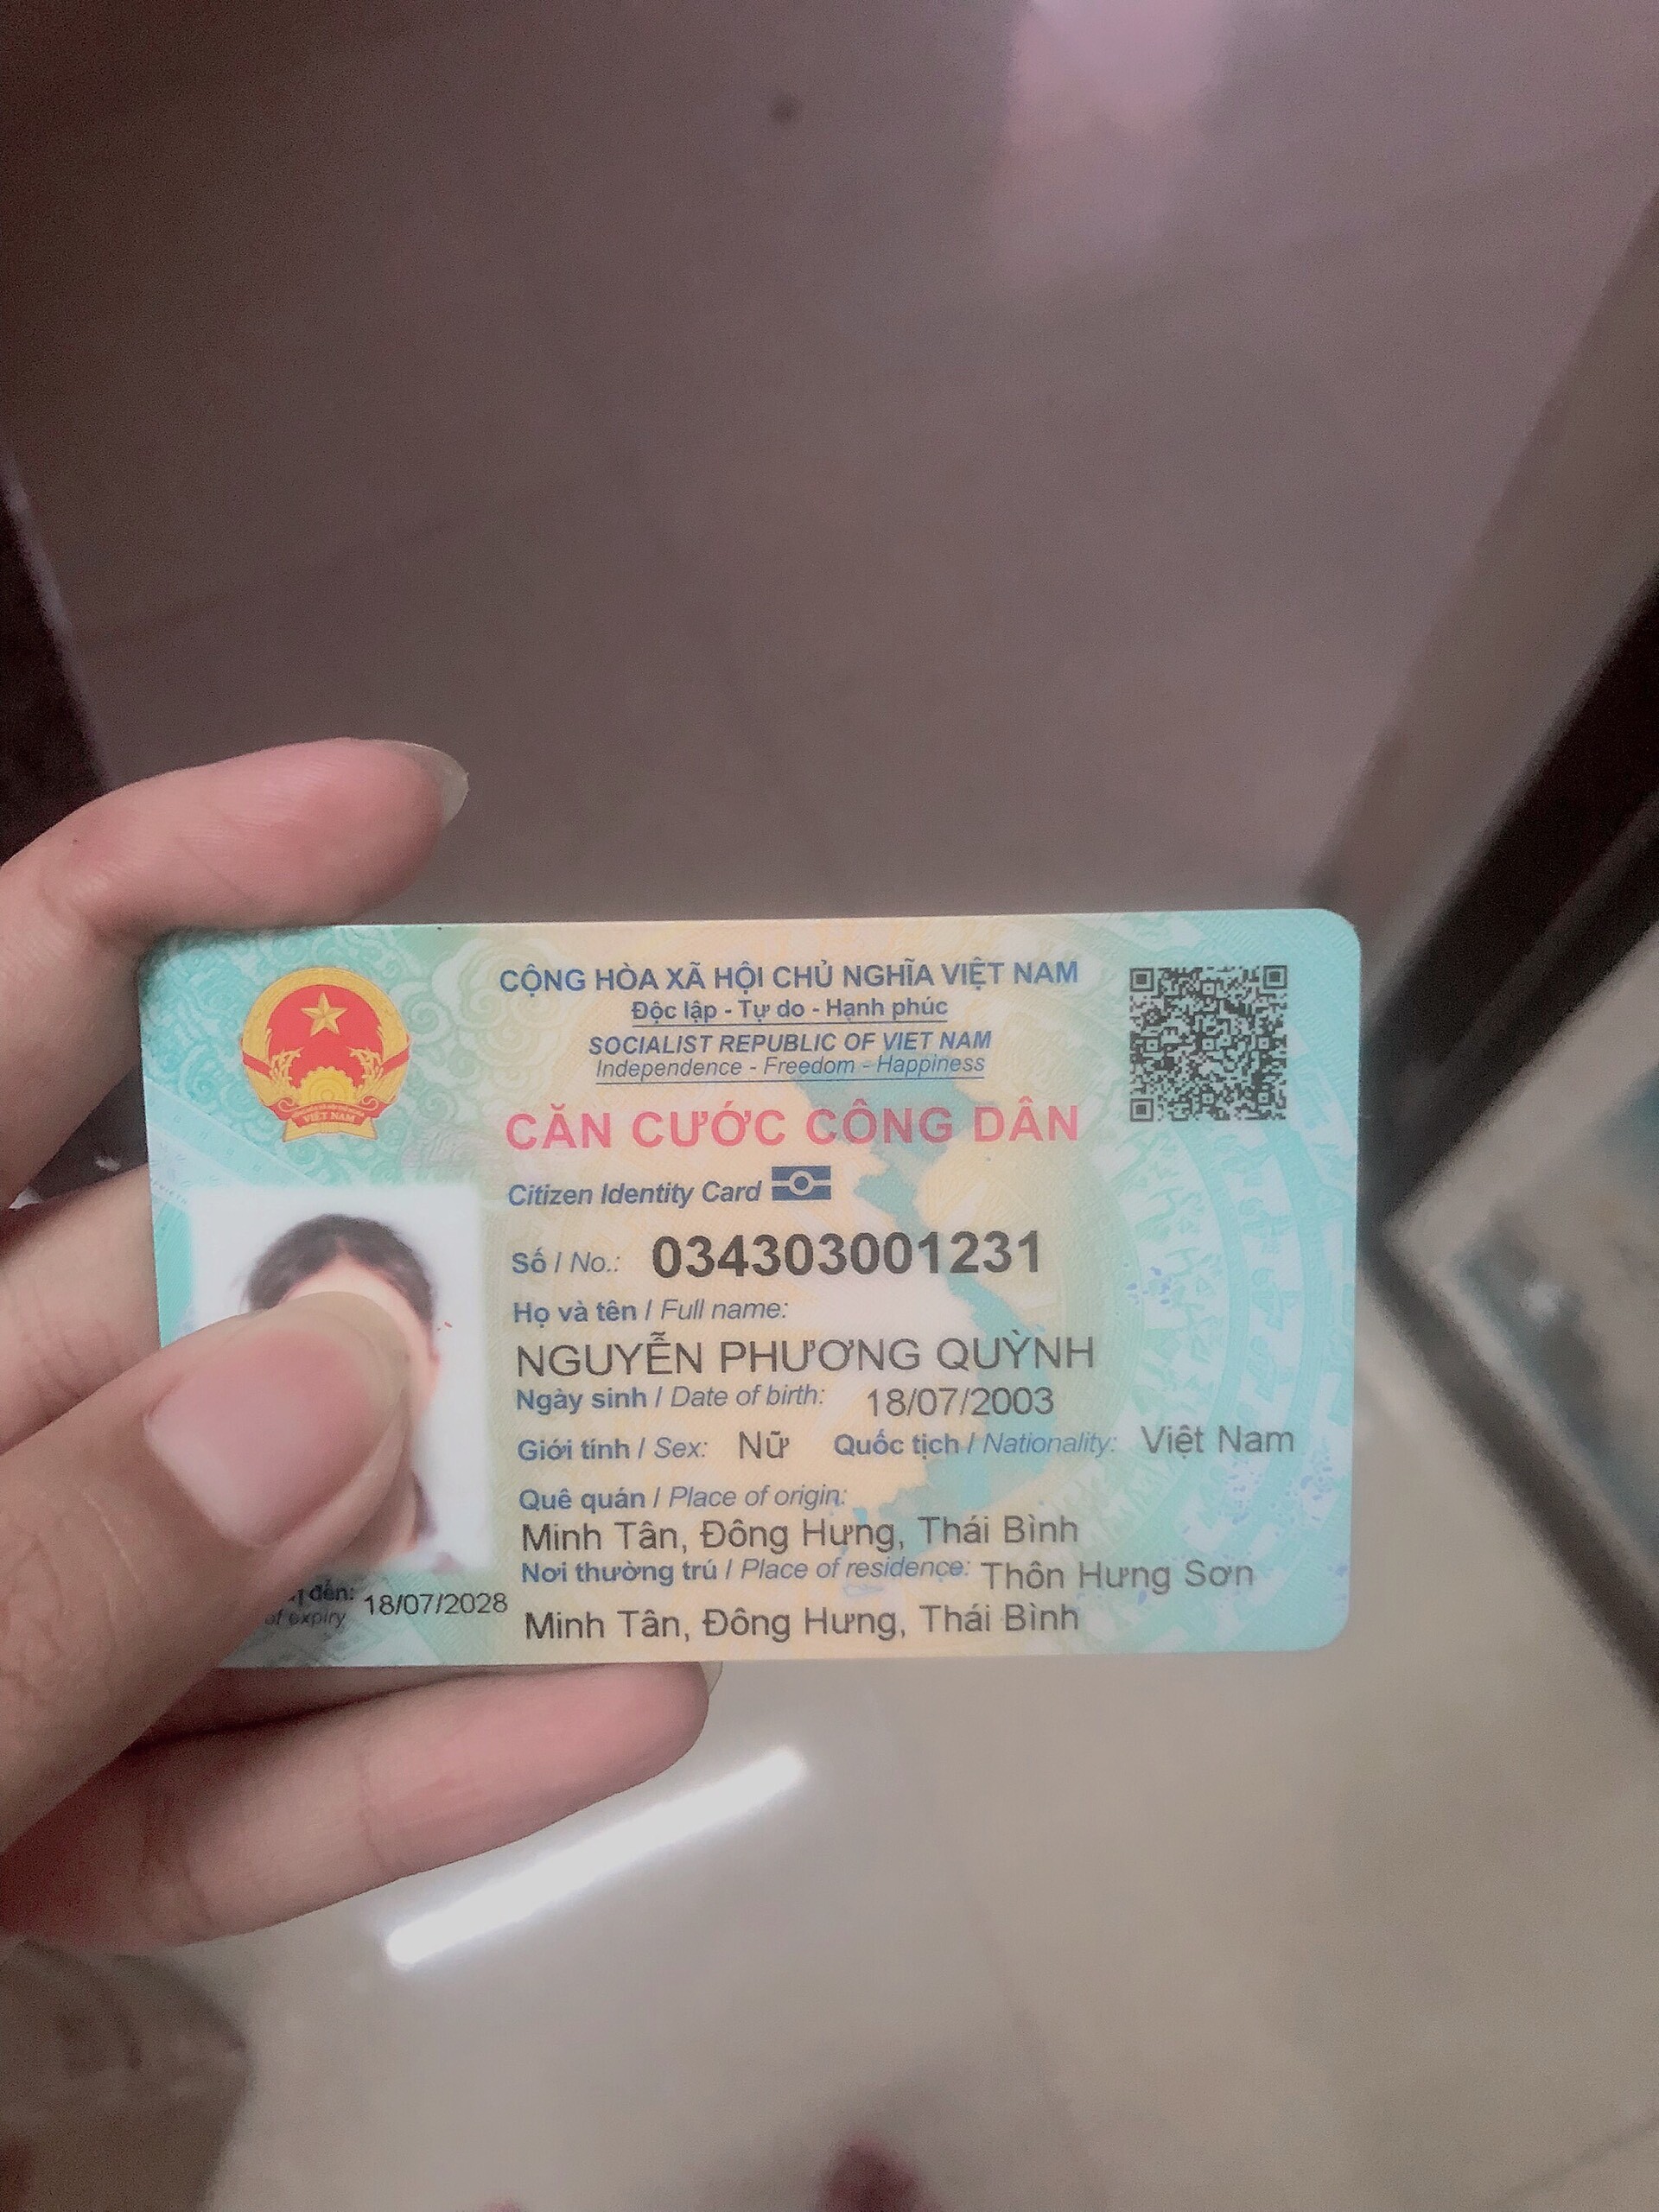 CỘNG HÒA XÃ HỘI CHỦ NGHĨA VIỆT NAM
Độc lập - Tự do - Hạnh phúc
SOCIALIST REPUBLIC OF VIET NAM
Independence - Freedom - Happiness
CĂN CƯỚC CÔNG DÂN
Citizen Identity Card
VIỆT NAM
Số / No.: 034303001231
Họ và tên / Full name:
NGUYỄN PHƯƠNG QUỲNH
Ngày sinh / Date of birth: 18/07/2003
Giới tính / Sex: Nữ Quốc tịch / Nationality: Việt Nam
Quê quán / Place of origin:
Minh Tân, Đông Hưng, Thái Bình
Nơi thường trú / Place of residence: Thôn Hưng Sơn
Minh Tân, Đông Hưng, Thái Bình
đến: 18/07/2028
of expiry